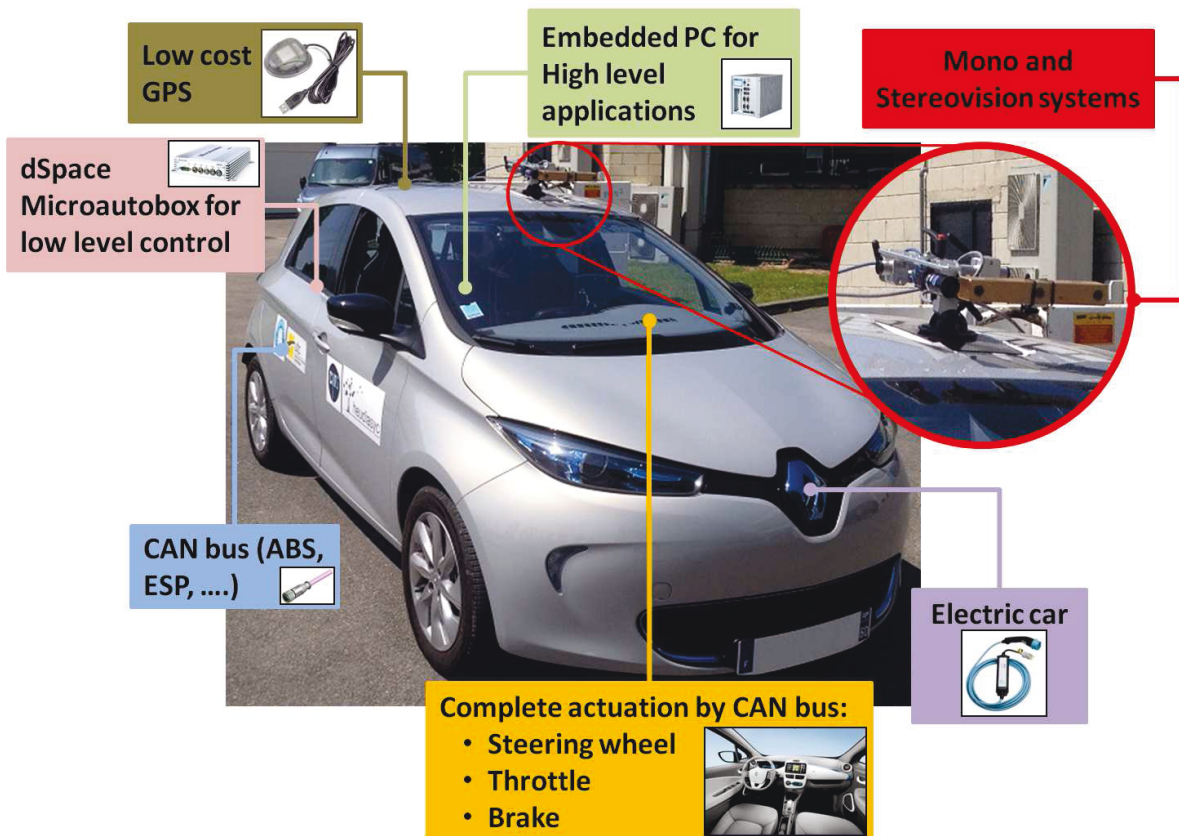 Low cost
GPS
Embedded PC for
High level
applications
Mono and
Stereovision systems
dSpace
Microautobox for
low level control
heudiasyc
CAN bus (ABS,
ESP, ....)
Electric car
Complete actuation by CAN bus:
• Steering wheel
• Throttle
• Brake